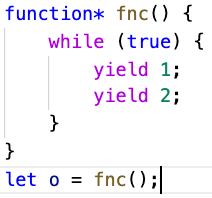 function* fnc() {
    while (true) {
        yield 1;
        yield 2;
    }
}
let o = fnc();